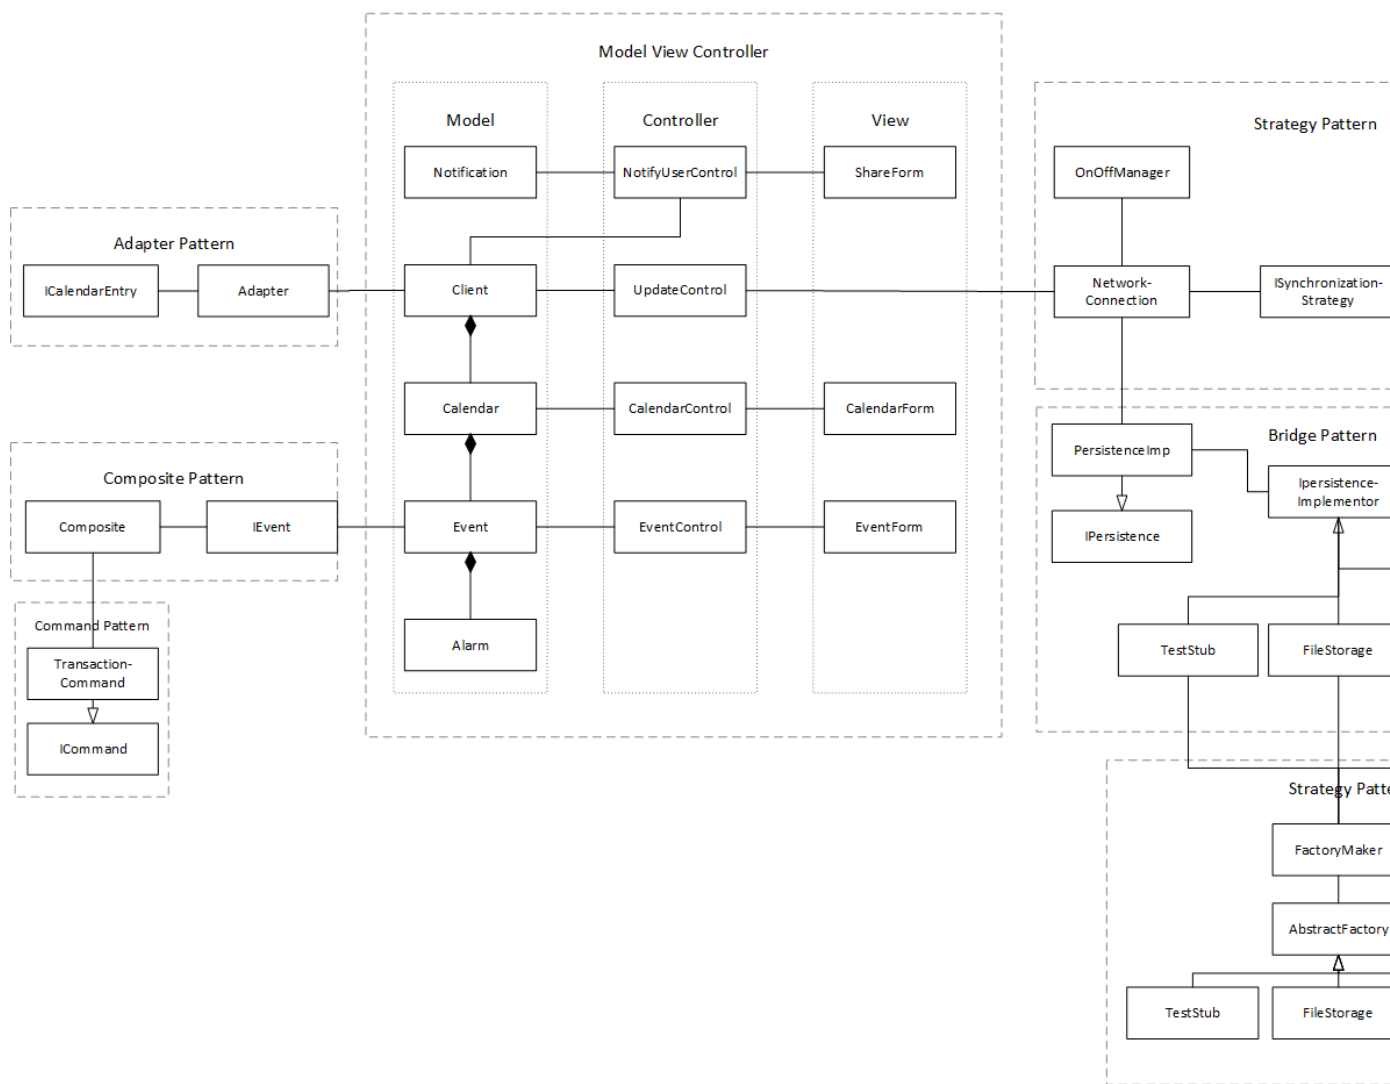 Model View Controller
Model
Controller
View
Notification
NotifyUserControl
ShareForm
Strategy Pattern
OnOffManager
Adapter Pattern
ICalendarEntry
Adapter
Client
UpdateControl
Network-
Connection
ISynchronization-
Strategy
Calendar
CalendarControl
CalendarForm
Composite Pattern
Composite
IEvent
Event
EventControl
EventForm
Bridge Pattern
PersistenceImp
Ipersistence-
Implementor
IPersistence
Command Pattern
Transaction-
Command
ICommand
Alarm
TestStub
FileStorage
Strategy Patte
FactoryMaker
AbstractFactory
TestStub
FileStorage